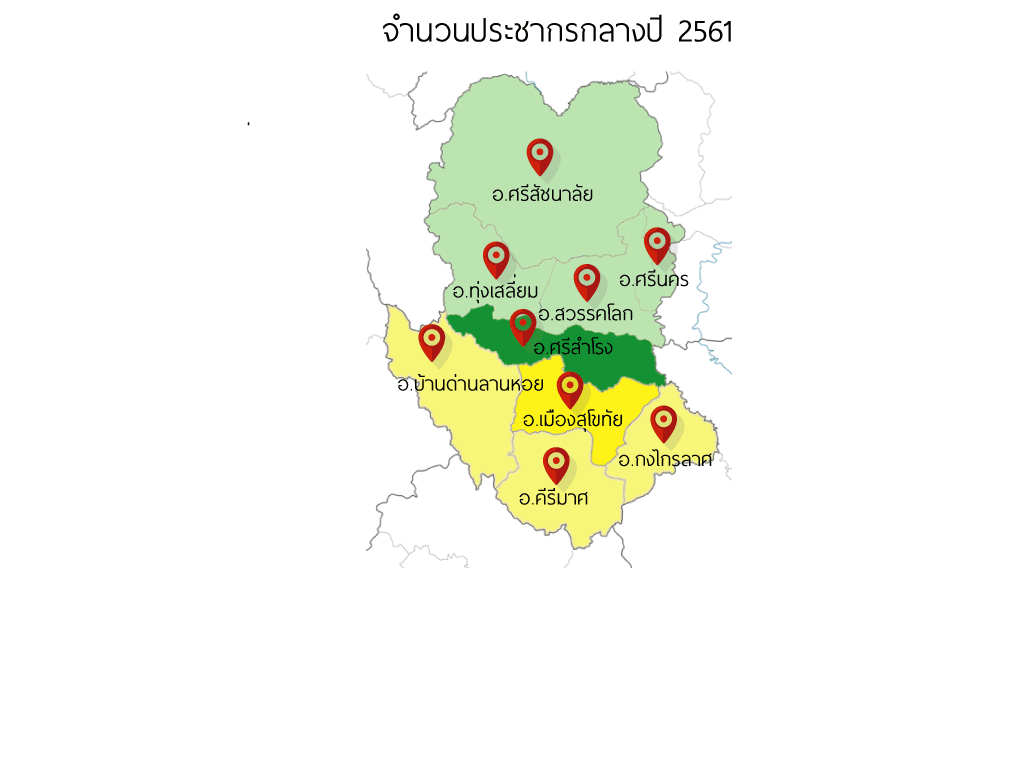 จำนวนประชากรกลางปี 2561
อ.ศรีสัชนาลัย
อ.ศรีนคร
อ.ทุ่งเสลี่ยม
อ.สวรรคโลก
อ.ศรีสำโรง
อ.บ้านด่านลานหอย
อ.เมืองสุโขทัย
อ.กงไกรลาศ
อ.คีรีมาศ